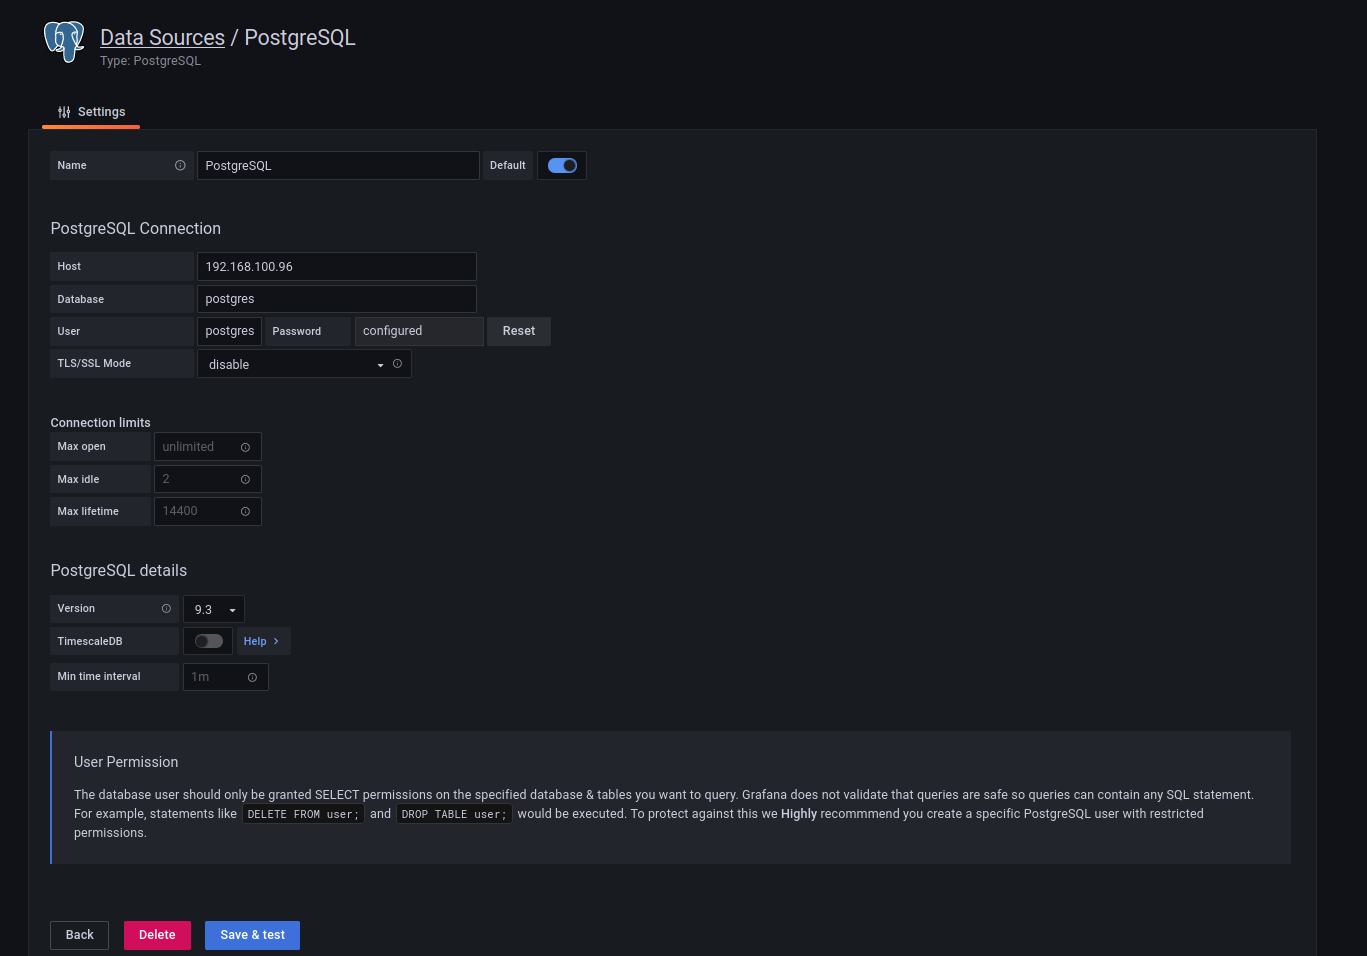 Data Sources / PostgreSQL
Type: PostgreSQL
Settings
Name PostgreSQL Default
PostgreSQL Connection
Host 192.168.100.96
Database postgres
User postgres Password configured Reset
TLS/SSL Mode disable
Connection limits
Max open unlimited
Max idle 2
Max lifetime 14400
PostgreSQL details
Version 9.3
TimescaleDB Help
Min time interval 1m
User Permission
The database user should only be granted SELECT permissions on the specified database & tables you want to query. Grafana does not validate that queries are safe so queries can contain any SQL statement.
For example, statements like DELETE FROM user; and DROP TABLE user; would be executed. To protect against this we Highly recommmend you create a specific PostgreSQL user with restricted
permissions.
Back Delete Save & test